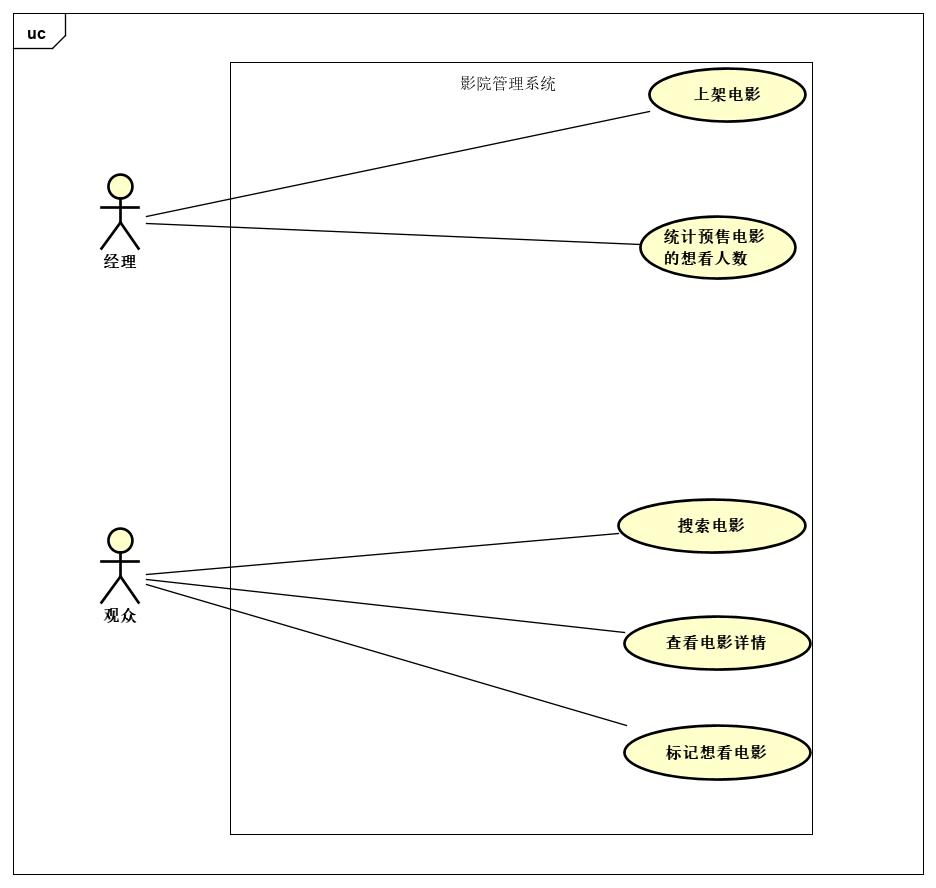 uc
影院管理系统
上架电影
经理
统计预售电影
的想看人数
搜索电影
观众
查看电影详情
标记想看电影